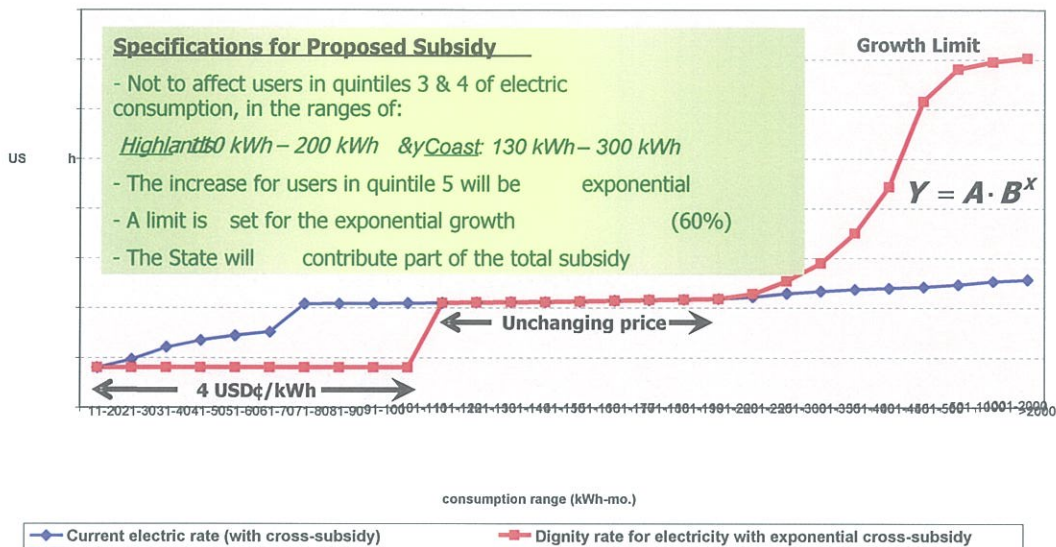 Specifications for Proposed Subsidy
- Not to affect users in quintiles 3 & 4 of electric
consumption, in the ranges of:
110 kWh – 200 kWh &y Coast: 130 kWh – 300 kWh
- The increase for users in quintile 5 will be exponential
- A limit is set for the exponential growth (60%)
- The State will contribute part of the total subsidy
Growth Limit
US h
Y = A · B^X
Unchanging price
4 USD¢/kWh
consumption range (kWh-mo.)
Current electric rate (with cross-subsidy)
Dignity rate for electricity with exponential cross-subsidy